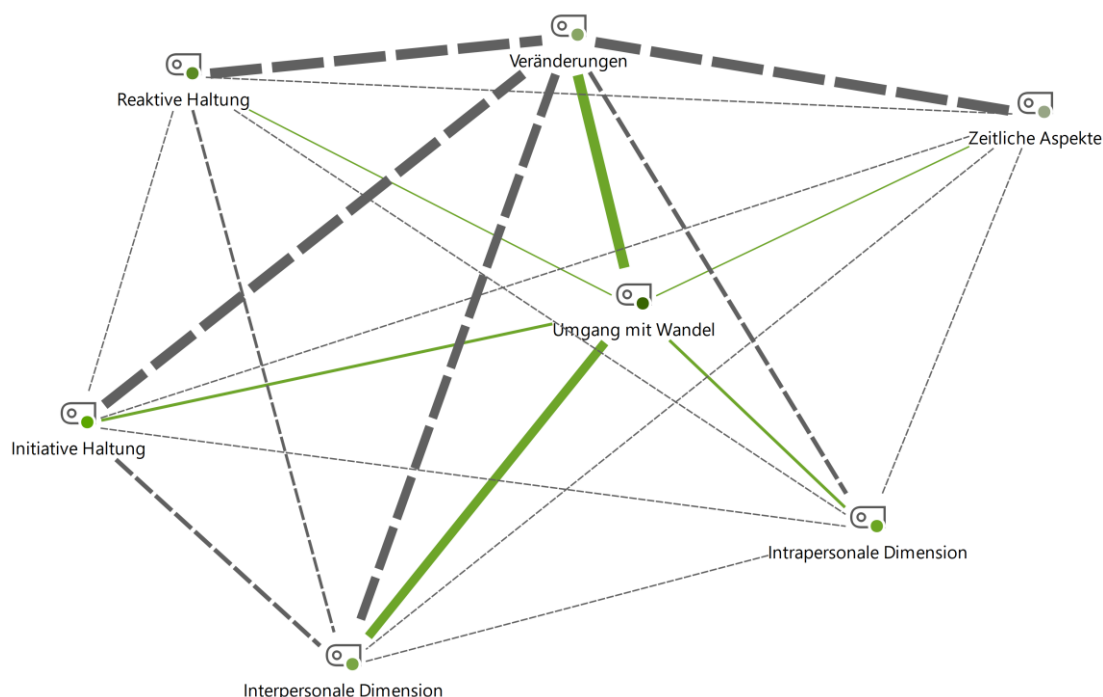 Veränderungen
Reaktive Haltung
Zeitliche Aspekte
Umgang mit Wandel
Initiative Haltung
Intrapersonale Dimension
Interpersonale Dimension